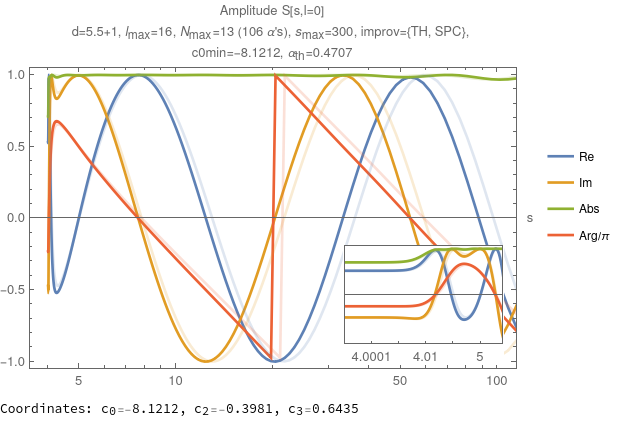 Amplitude S[s,l=0]
d=5.5+1, lmax=16, Nmax=13 (106 α's), smax=300, improv={TH, SPC},
c0min=−8.1212, αth=0.4707
1.0
0.5
0.0
−0.5
−1.0
5
10
50
100
s
4.0001
4.01
5
Re
Im
Abs
Arg/π
Coordinates: c0=-8.1212, c2=-0.3981, c3=0.6435